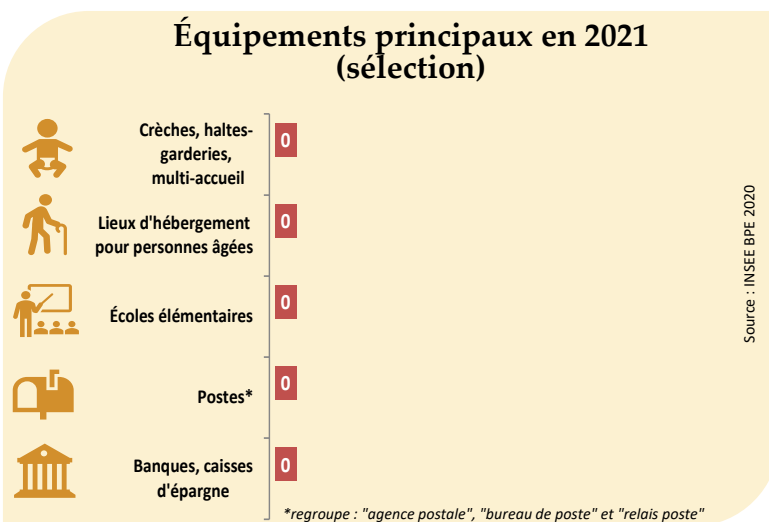 Équipements principaux en 2021
(sélection)
Crèches, haltes-
garderies,
multi-accueil
0
Lieux d'hébergement
pour personnes âgées
0
Écoles élémentaires
0
Postes*
0
Banques, caisses
d'épargne
0
*regroupe : "agence postale", "bureau de poste" et "relais poste"
Source : INSEE BPE 2020